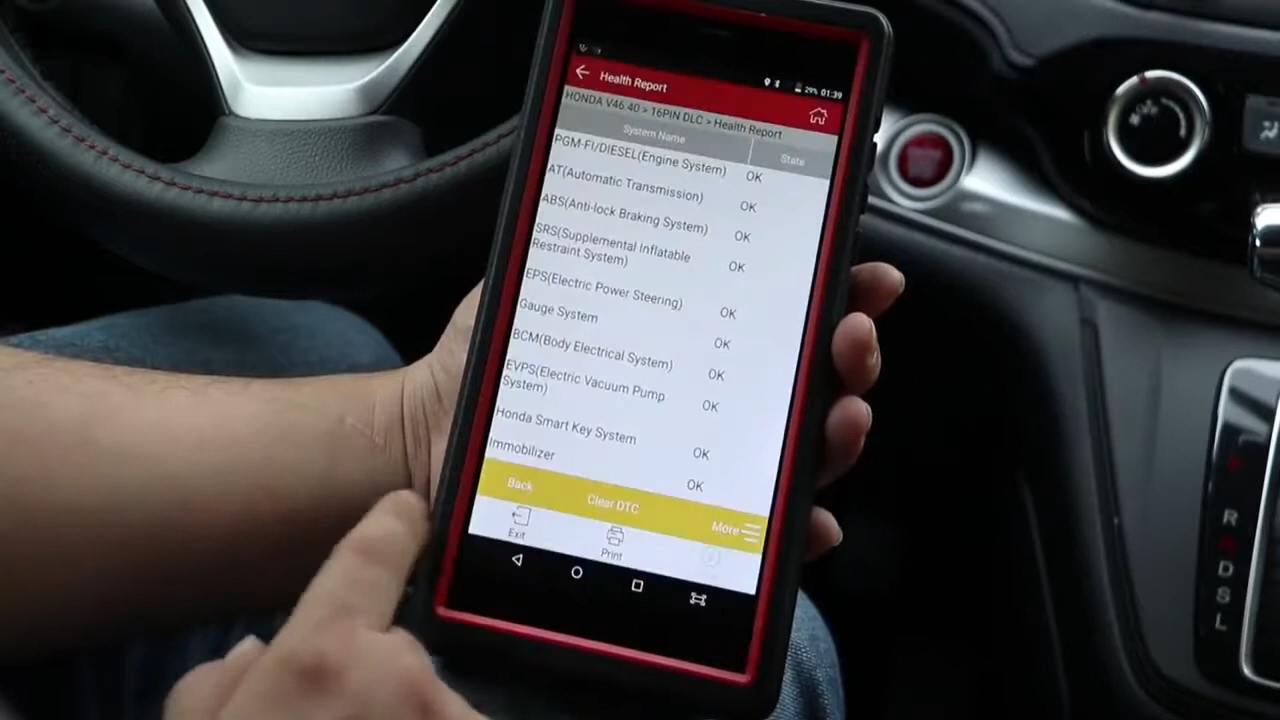 29% 01:39
Health Report
HONDA V46.40 > 16PIN DLC > Health Report
System Name State
PGM-FI/DIESEL(Engine System) OK
AT(Automatic Transmission) OK
ABS(Anti-lock Braking System) OK
SRS(Supplemental Inflatable
Restraint System) OK
EPS(Electric Power Steering) OK
Gauge System OK
BCM(Body Electrical System) OK
EVPS(Electric Vacuum Pump
System) OK
Honda Smart Key System OK
Immobilizer OK
Back Clear DTC More
Exit Print
R
D
S
L